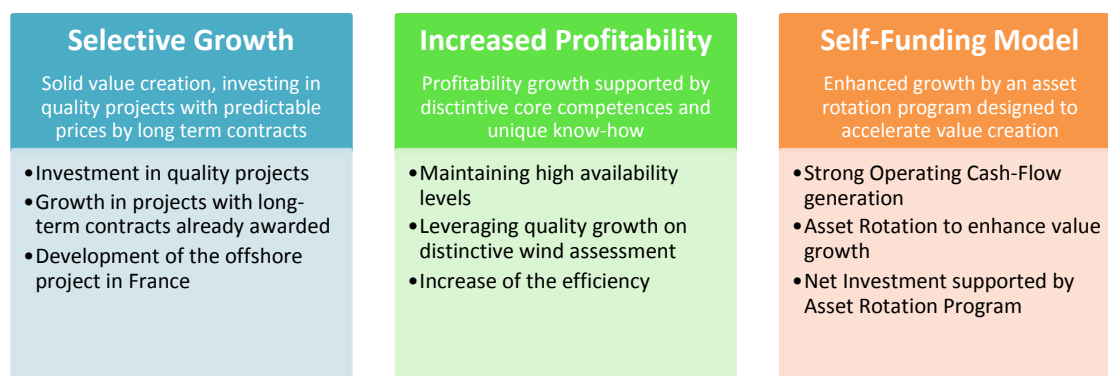 Selective Growth
Solid value creation, investing in
quality projects with predictable
prices by long term contracts
•Investment in quality projects
•Growth in projects with long-
term contracts already awarded
•Development of the offshore
project in France
Increased Profitability
Profitability growth supported by
disctintive core competences and
unique know-how
•Maintaining high availability
levels
•Leveraging quality growth on
distinctive wind assessment
•Increase of the efficiency
Self-Funding Model
Enhanced growth by an asset
rotation program designed to
accelerate value creation
•Strong Operating Cash-Flow
generation
•Asset Rotation to enhance value
growth
•Net Investment supported by
Asset Rotation Program